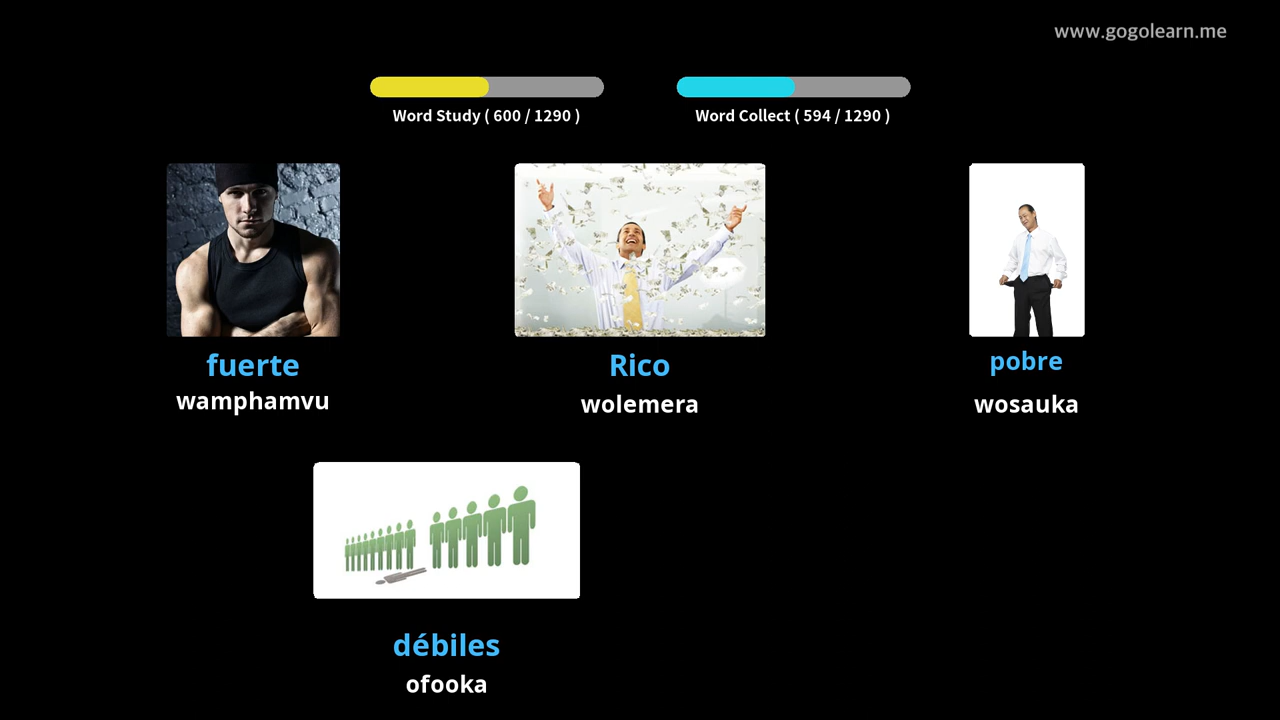 www.gogolearn.me
Word Study ( 600 / 1290 )
Word Collect ( 594 / 1290 )
fuerte
wamphamvu
Rico
wolemera
pobre
wosauka
débiles
ofooka